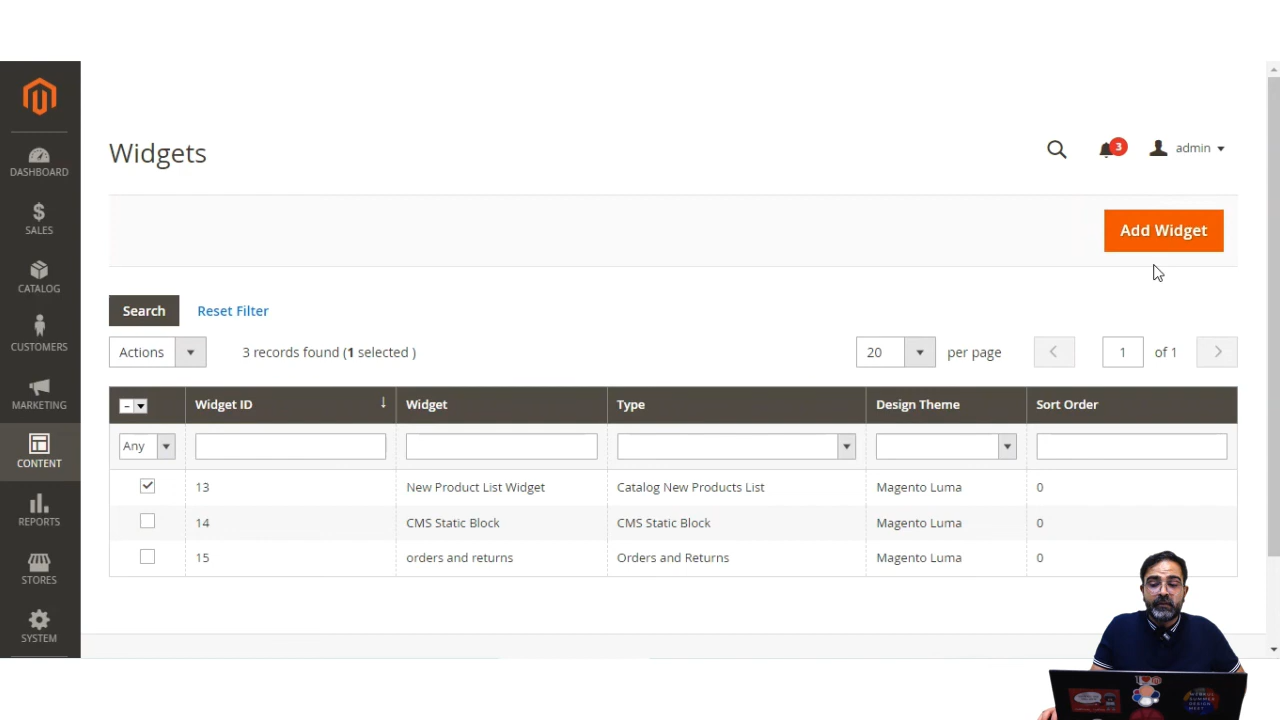 Widgets
3
admin
DASHBOARD
SALES
CATALOG
CUSTOMERS
MARKETING
CONTENT
REPORTS
STORES
SYSTEM
Add Widget
Search Reset Filter
Actions 3 records found (1 selected ) 20 per page 1 of 1
Widget ID Widget Type Design Theme Sort Order
Any
13 New Product List Widget Catalog New Products List Magento Luma 0
14 CMS Static Block CMS Static Block Magento Luma 0
15 orders and returns Orders and Returns Magento Luma 0